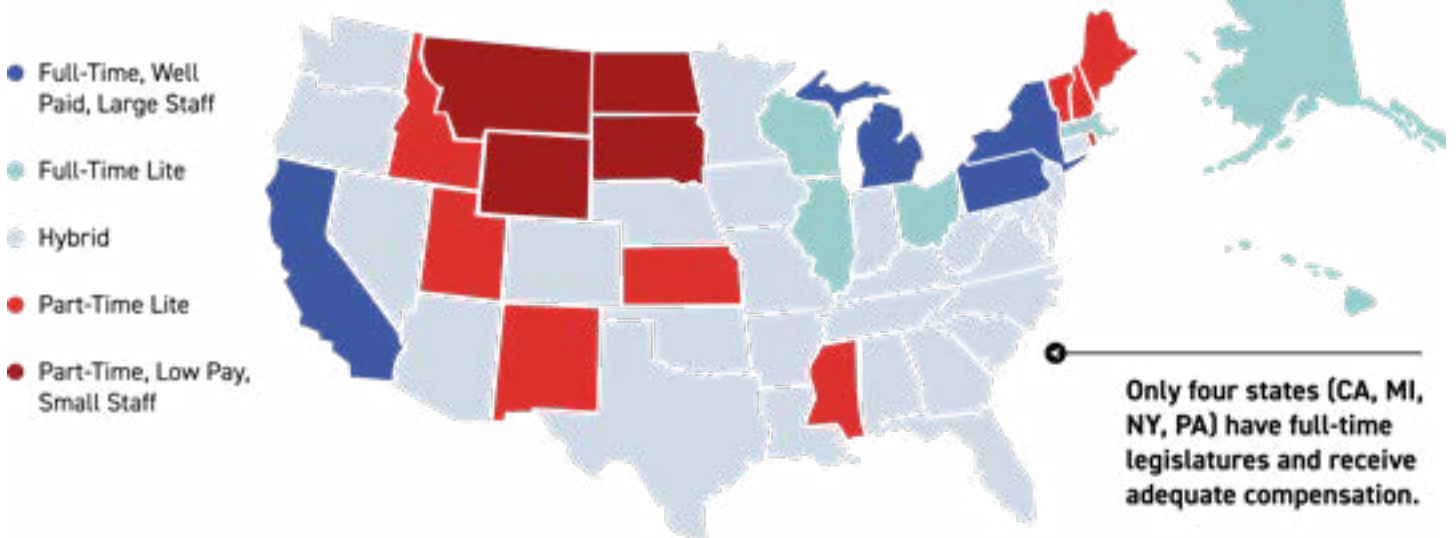 Full-Time, Well
Paid, Large Staff
Full-Time Lite
Hybrid
Part-Time Lite
Part-Time, Low Pay,
Small Staff
Only four states (CA, MI,
NY, PA) have full-time
legislatures and receive
adequate compensation.